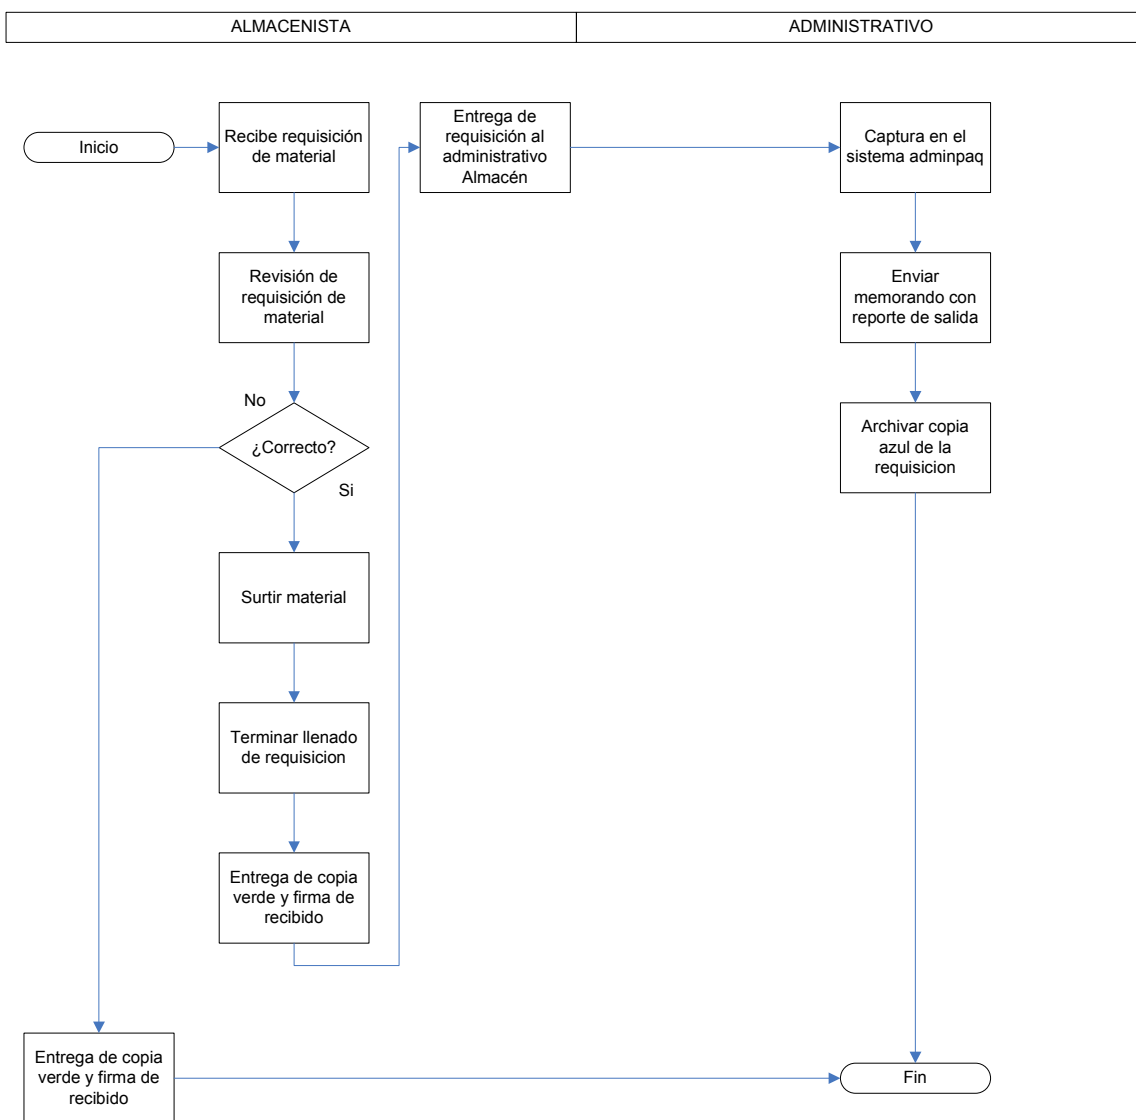 ALMACENISTA
ADMINISTRATIVO
Inicio
Recibe requisición
de material
Entrega de
requisición al
administrativo
Almacén
Captura en el
sistema adminpaq
Revisión de
requisición de
material
Enviar
memorando con
reporte de salida
No
¿Correcto?
Si
Archivar copia
azul de la
requisicion
Surtir material
Terminar llenado
de requisicion
Entrega de copia
verde y firma de
recibido
Entrega de copia
verde y firma de
recibido
Fin